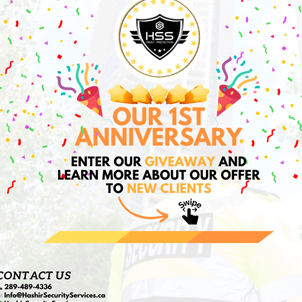 HSS
OUR 1ST
ANNIVERSARY
ENTER OUR GIVEAWAY AND
LEARN MORE ABOUT OUR OFFER
TO NEW CLIENTS
Swipe
SECURITY
CONTACT US
289-489-4336
Info@HashirSecurityServices.ca